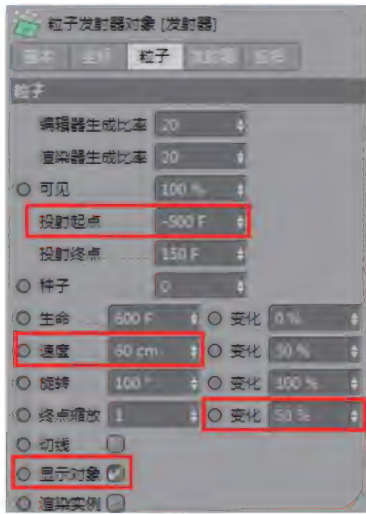 粒子发射器对象 [发射器]
基本 坐标 粒子 发射器 包括
粒子
编辑器生成比率 20
渲染器生成比率 20
可见 100 %
投射起点 -500 F
投射终点 150 F
种子 0
生命 600 F 变化 0 %
速度 60 cm 变化 50 %
旋转 100 ° 变化 100 %
终点缩放 1 变化 50 %
切线
显示对象
渲染实例